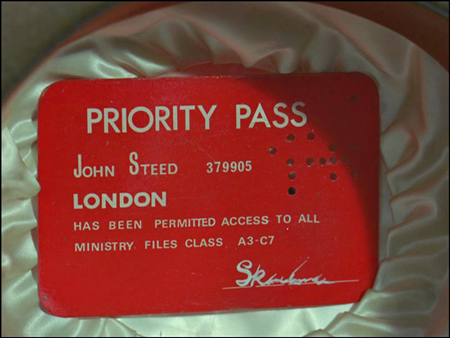 PRIORITY PASS
JOHN STEED 379905
LONDON
HAS BEEN PERMITTED ACCESS TO ALL
MINISTRY FILES CLASS A3-C7